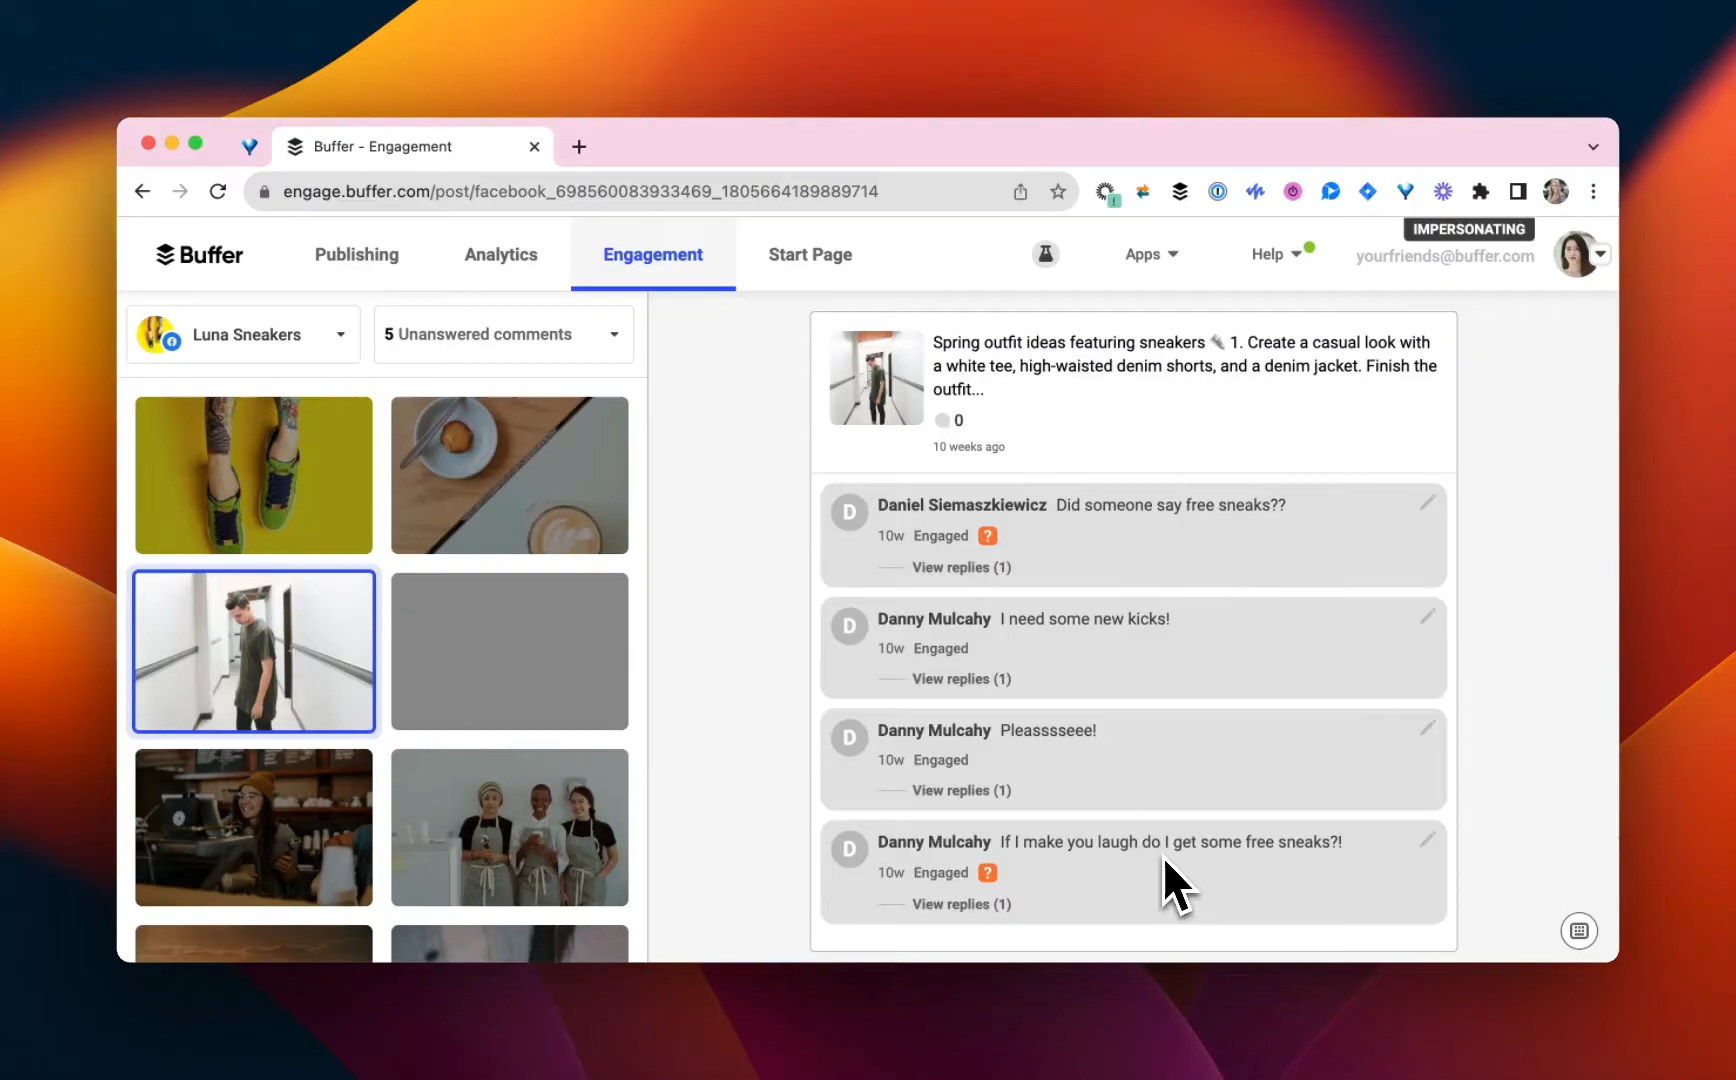 Buffer - Engagement
engage.buffer.com/post/facebook_698560083933469_1805664189889714
IMPERSONATING
Buffer
Publishing
Analytics
Engagement
Start Page
Apps
Help
yourfriends@buffer.com
Luna Sneakers
5 Unanswered comments
Spring outfit ideas featuring sneakers 1. Create a casual look with
a white tee, high-waisted denim shorts, and a denim jacket. Finish the
outfit...
0
10 weeks ago
D
Daniel Siemaszkiewicz Did someone say free sneaks??
10w Engaged ?
View replies (1)
D
Danny Mulcahy I need some new kicks!
10w Engaged
View replies (1)
D
Danny Mulcahy Pleasssseee!
10w Engaged
View replies (1)
D
Danny Mulcahy If I make you laugh do I get some free sneaks?!
10w Engaged ?
View replies (1)